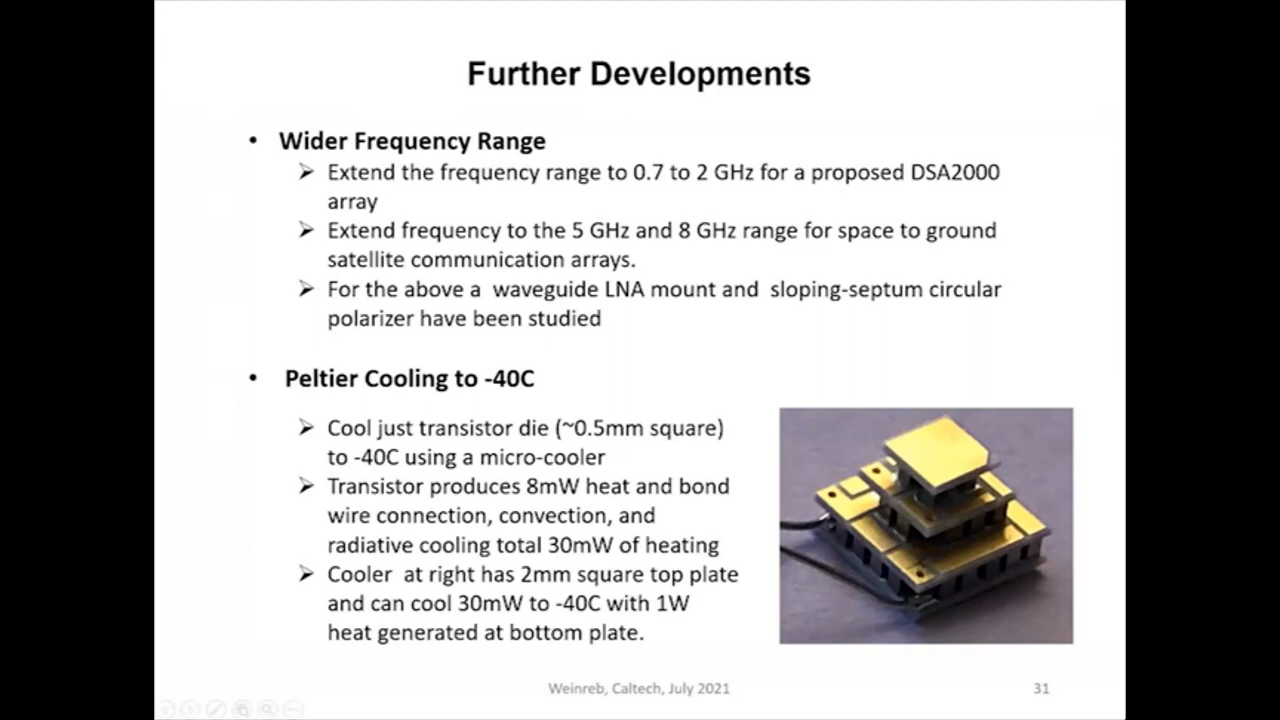 Further Developments
• Wider Frequency Range
➢ Extend the frequency range to 0.7 to 2 GHz for a proposed DSA2000
array
➢ Extend frequency to the 5 GHz and 8 GHz range for space to ground
satellite communication arrays.
➢ For the above a  waveguide LNA mount and  sloping-septum circular
polarizer have been studied
• Peltier Cooling to -40C
➢ Cool just transistor die (~0.5mm square)
to -40C using a micro-cooler
➢ Transistor produces 8mW heat and bond
wire connection, convection, and
radiative cooling total 30mW of heating
➢ Cooler  at right has 2mm square top plate
and can cool 30mW to -40C with 1W
heat generated at bottom plate.
Weinreb, Caltech, July 2021
31